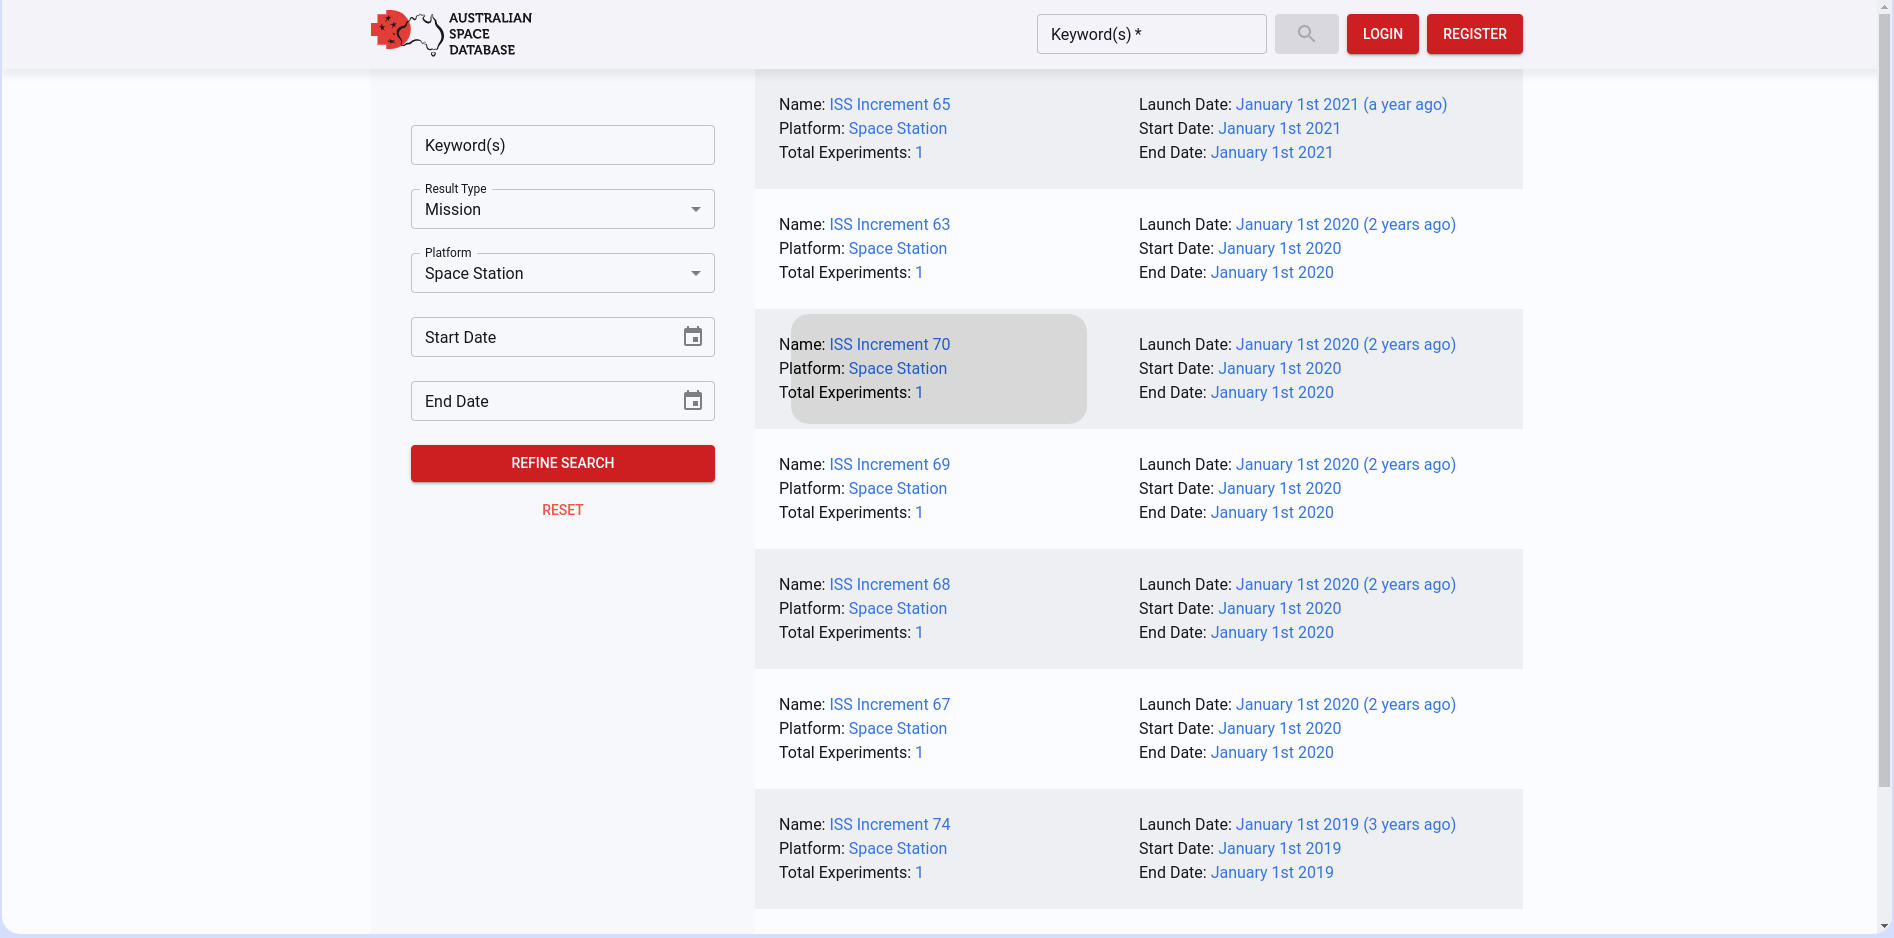 AUSTRALIAN
SPACE
DATABASE
Keyword(s) *
LOGIN
REGISTER
Keyword(s)
Result Type
Mission
Platform
Space Station
Start Date
End Date
REFINE SEARCH
RESET
Name: ISS Increment 65
Platform: Space Station
Total Experiments: 1
Launch Date: January 1st 2021 (a year ago)
Start Date: January 1st 2021
End Date: January 1st 2021
Name: ISS Increment 63
Platform: Space Station
Total Experiments: 1
Launch Date: January 1st 2020 (2 years ago)
Start Date: January 1st 2020
End Date: January 1st 2020
Name: ISS Increment 70
Platform: Space Station
Total Experiments: 1
Launch Date: January 1st 2020 (2 years ago)
Start Date: January 1st 2020
End Date: January 1st 2020
Name: ISS Increment 69
Platform: Space Station
Total Experiments: 1
Launch Date: January 1st 2020 (2 years ago)
Start Date: January 1st 2020
End Date: January 1st 2020
Name: ISS Increment 68
Platform: Space Station
Total Experiments: 1
Launch Date: January 1st 2020 (2 years ago)
Start Date: January 1st 2020
End Date: January 1st 2020
Name: ISS Increment 67
Platform: Space Station
Total Experiments: 1
Launch Date: January 1st 2020 (2 years ago)
Start Date: January 1st 2020
End Date: January 1st 2020
Name: ISS Increment 74
Platform: Space Station
Total Experiments: 1
Launch Date: January 1st 2019 (3 years ago)
Start Date: January 1st 2019
End Date: January 1st 2019